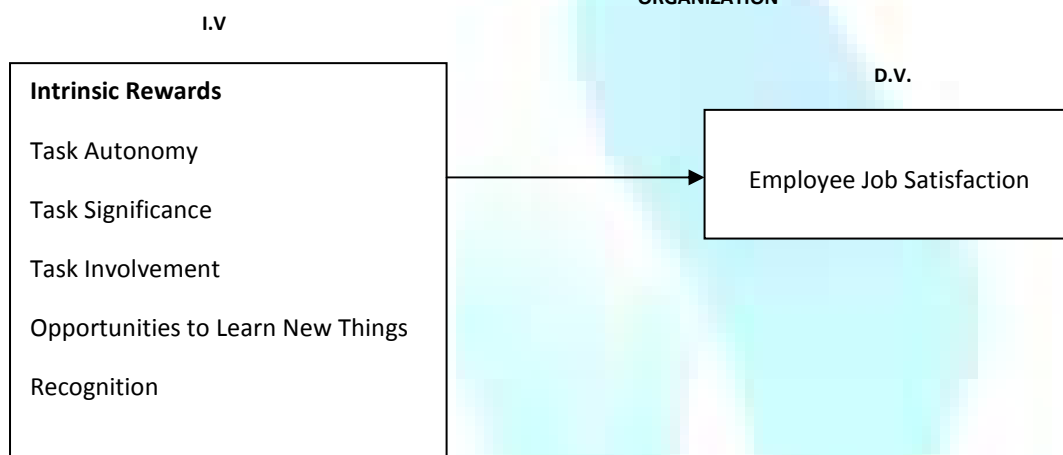 ORGANIZATION
I.V
D.V.
Intrinsic Rewards
Task Autonomy
Task Significance
Task Involvement
Opportunities to Learn New Things
Recognition
Employee Job Satisfaction